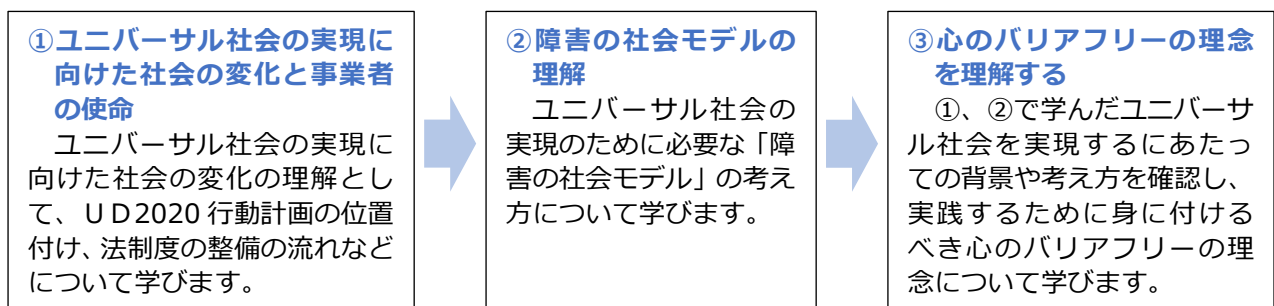 ①ユニバーサル社会の実現に
向けた社会の変化と事業者
の使命
ユニバーサル社会の実現に
向けた社会の変化の理解とし
て、ＵＤ2020 行動計画の位置
付け、法制度の整備の流れなど
について学びます。
②障害の社会モデルの
理解
ユニバーサル社会の
実現のために必要な「障
害の社会モデル」の考え
方について学びます。
③心のバリアフリーの理念
を理解する
①、②で学んだユニバーサ
ル社会を実現するにあたっ
ての背景や考え方を確認し、
実践するために身に付ける
べき心のバリアフリーの理
念について学びます。